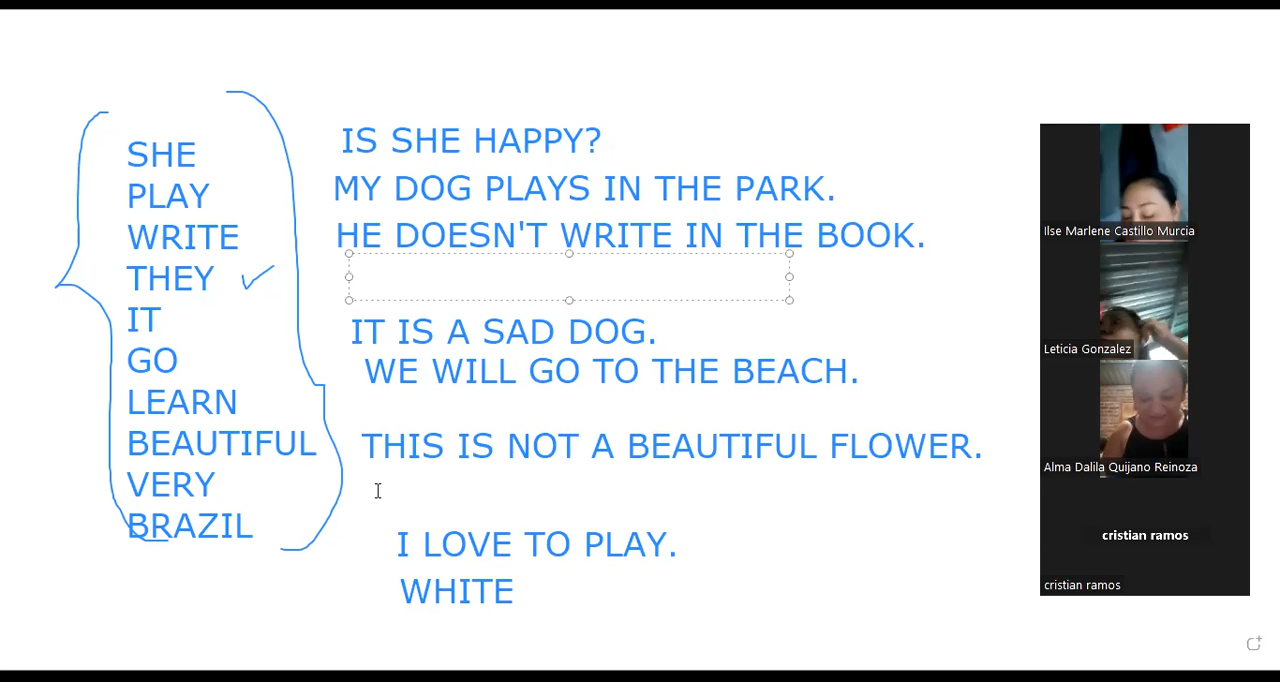 SHE
PLAY
WRITE
THEY
IT
GO
LEARN
BEAUTIFUL
VERY
BRAZIL
IS SHE HAPPY?
MY DOG PLAYS IN THE PARK.
HE DOESN'T WRITE IN THE BOOK.
IT IS A SAD DOG.
WE WILL GO TO THE BEACH.
THIS IS NOT A BEAUTIFUL FLOWER.
I LOVE TO PLAY.
WHITE
Ilse Marlene Castillo Murcia
Leticia Gonzalez
Alma Dalila Quijano Reinoza
cristian ramos
cristian ramos